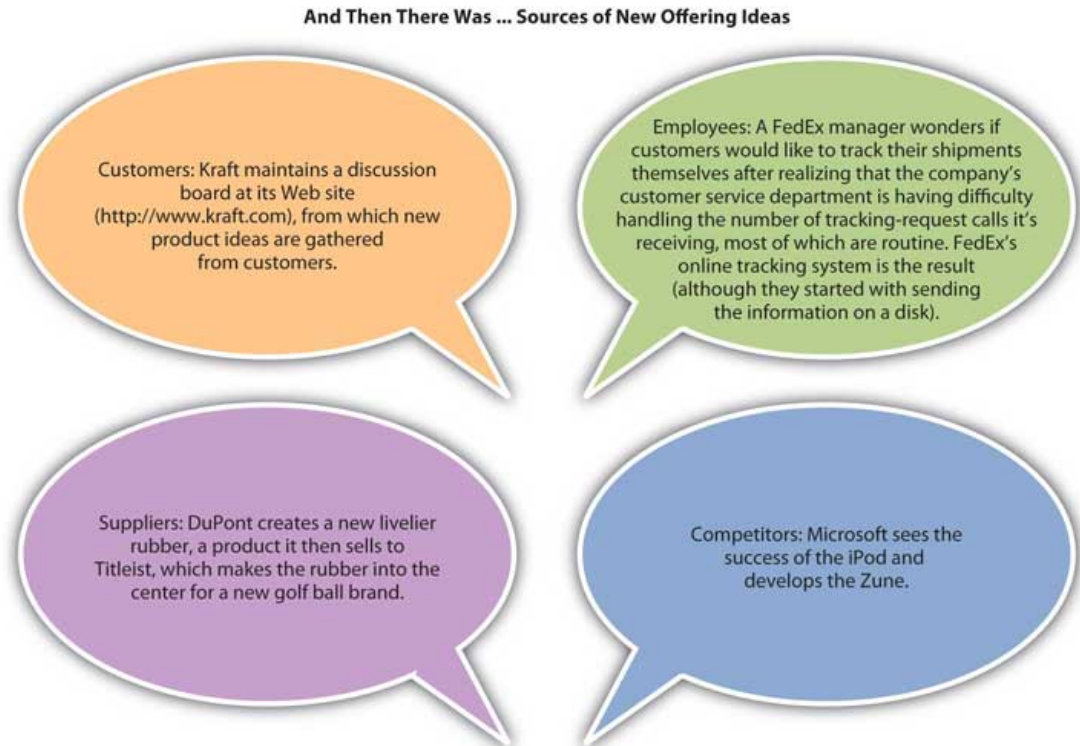 And Then There Was ... Sources of New Offering Ideas
Customers: Kraft maintains a discussion
board at its Web site
(http://www.kraft.com), from which new
product ideas are gathered
from customers.
Employees: A FedEx manager wonders if
customers would like to track their shipments
themselves after realizing that the company's
customer service department is having difficulty
handling the number of tracking-request calls it's
receiving, most of which are routine. FedEx's
online tracking system is the result
(although they started with sending
the information on a disk).
Suppliers: DuPont creates a new livelier
rubber, a product it then sells to
Titleist, which makes the rubber into the
center for a new golf ball brand.
Competitors: Microsoft sees the
success of the iPod and
develops the Zune.